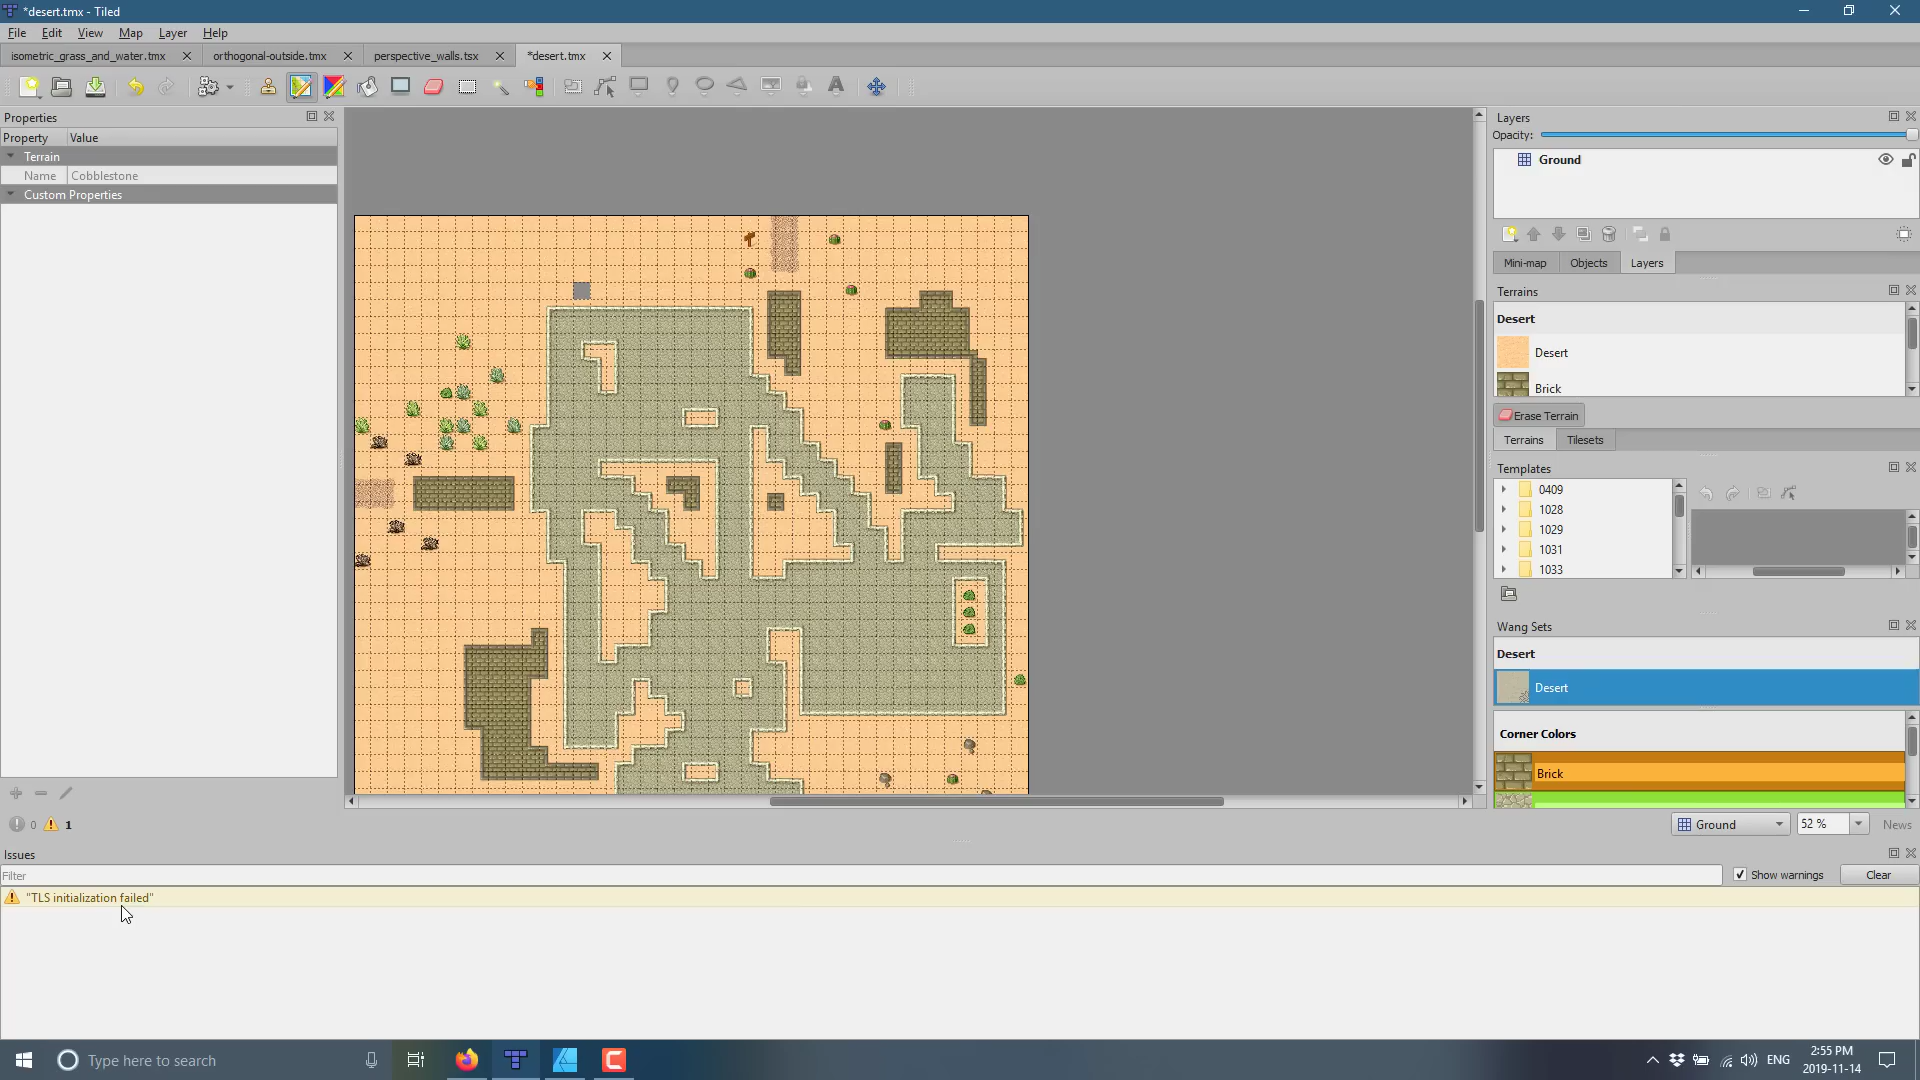 *desert.tmx - Tiled
File Edit View Map Layer Help
isometric_grass_and_water.tmx orthogonal-outside.tmx perspective_walls.tsx *desert.tmx
Properties
Property Value
Terrain
Name Cobblestone
Custom Properties
0 1
Layers
Opacity:
Ground
Mini-map Objects Layers
Terrains
Desert
Desert
Brick
Erase Terrain
Terrains Tilesets
Templates
0409
1028
1029
1031
1033
Wang Sets
Desert
Desert
Corner Colors
Brick
Ground 52 % News
Issues
Filter
Show warnings Clear
"TLS initialization failed"
Type here to search
ENG
2:55 PM
2019-11-14